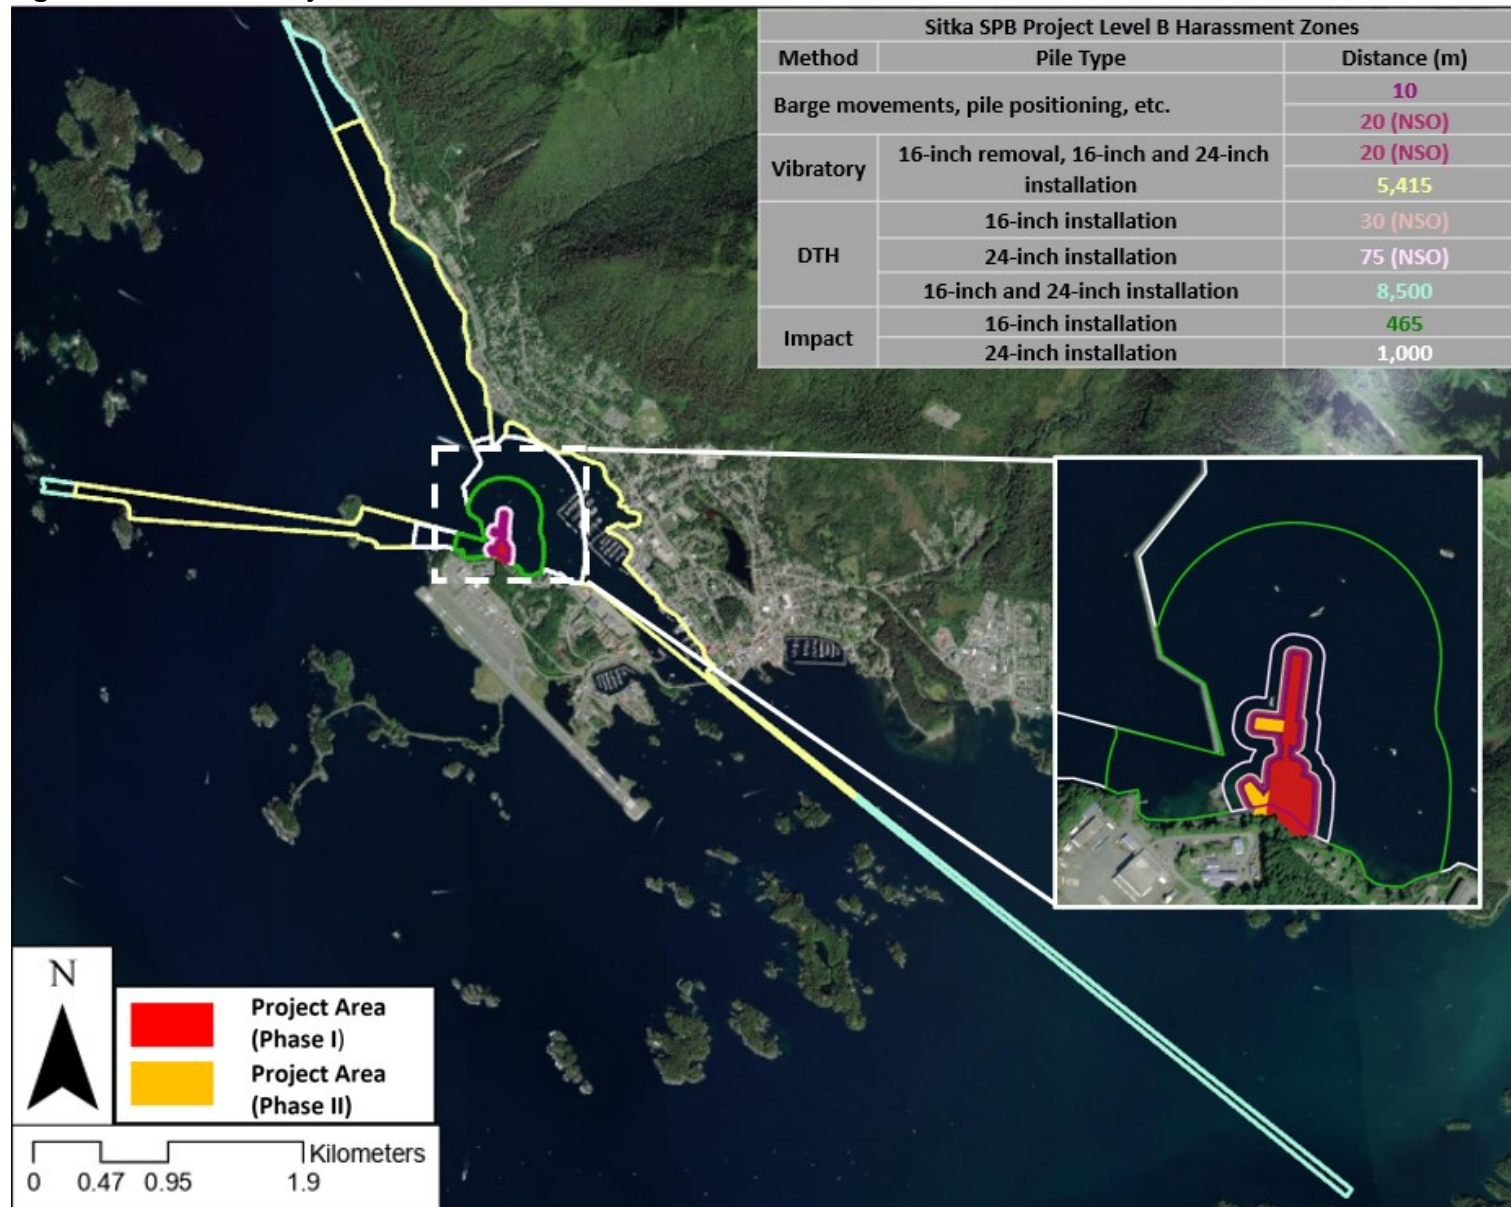 Sitka SPB Project Level B Harassment Zones
Method Pile Type Distance (m)
Barge movements, pile positioning, etc.
10
20 (NSO)
Vibratory
16-inch removal, 16-inch and 24-inch
installation
20 (NSO)
5,415
DTH
16-inch installation
30 (NSO)
24-inch installation
75 (NSO)
16-inch and 24-inch installation
8,500
Impact
16-inch installation
465
24-inch installation
1,000
N
Project Area
(Phase I)
Project Area
(Phase II)
Kilometers
0 0.47 0.95 1.9